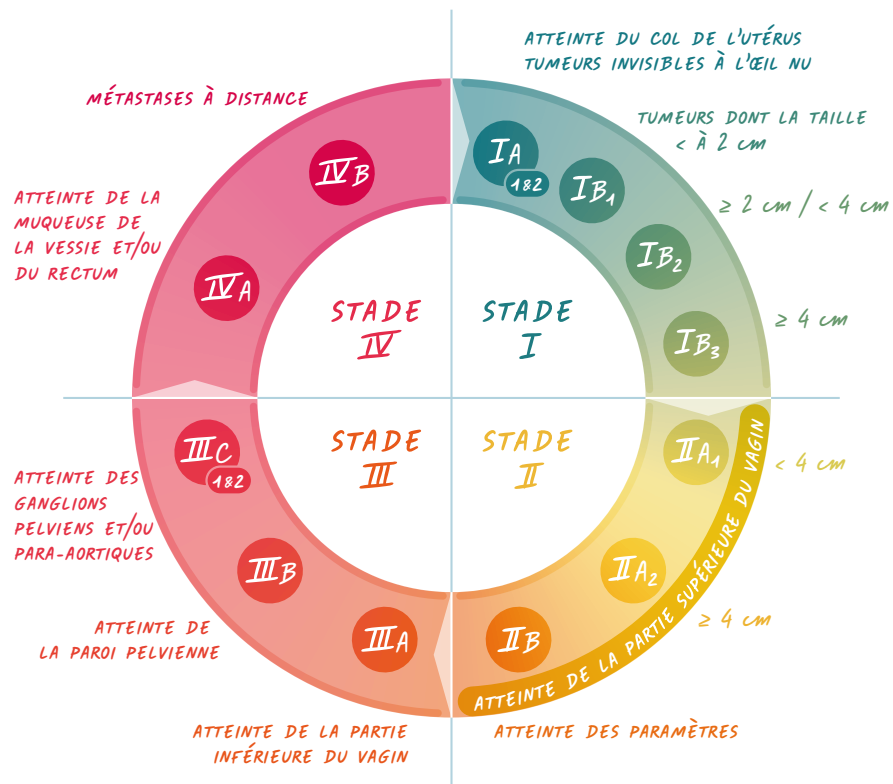 ATTEINTE DU COL DE L'UTÉRUS
TUMEURS INVISIBLES À L'ŒIL NU
TUMEURS DONT LA TAILLE
< À 2 cm
≥ 2 cm / < 4 cm
≥ 4 cm
IA
1&2
IB1
IB2
IB3
STADE
I
IIA1
< 4 cm
IIA2
≥ 4 cm
IIB
ATTEINTE DE LA PARTIE SUPÉRIEURE DU VAGIN
ATTEINTE DES PARAMÈTRES
STADE
II
IIIA
ATTEINTE DE LA PARTIE
INFÉRIEURE DU VAGIN
IIIB
ATTEINTE DE
LA PAROI PELVIENNE
IIIC
1&2
ATTEINTE DES
GANGLIONS
PELVIENS ET/OU
PARA-AORTIQUES
STADE
III
IVA
ATTEINTE DE LA
MUQUEUSE DE
LA VESSIE ET/OU
DU RECTUM
IVB
MÉTASTASES À DISTANCE
STADE
IV